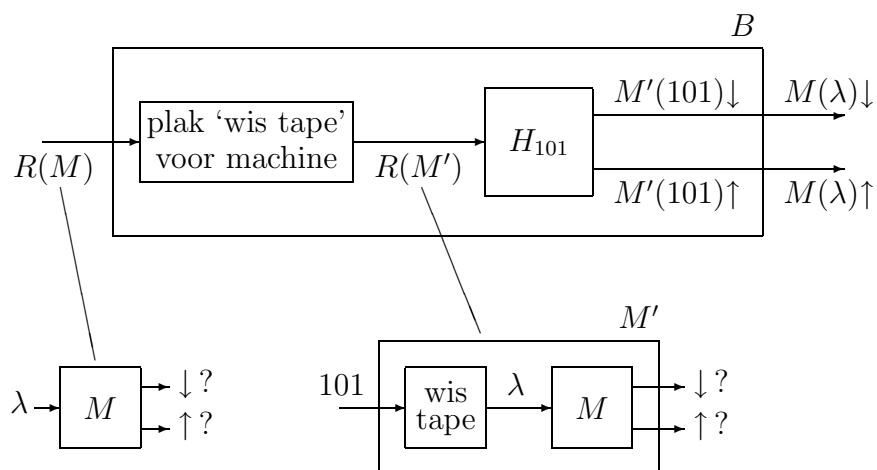 B
plak ‘wis tape’
voor machine
R(M)
R(M′)
H₁₀₁
M′(101)↓
M(λ)↓
M′(101)↑
M(λ)↑
λ
M
↓ ?
↑ ?
M′
101
wis
tape
λ
M
↓ ?
↑ ?